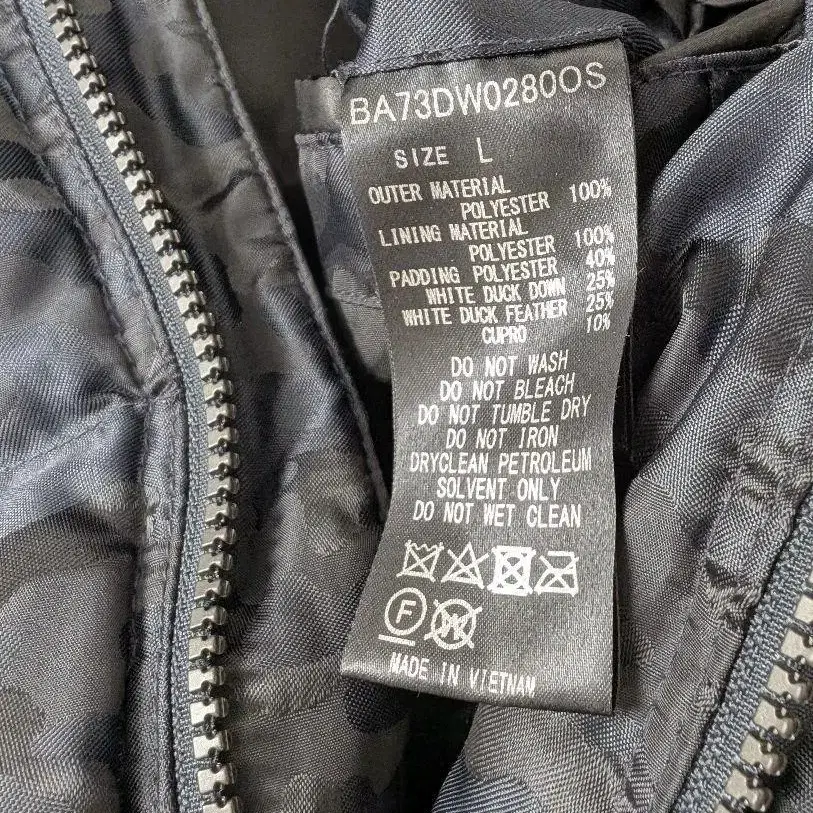 BA73DW0280OS
SIZE L
OUTER MATERIAL
POLYESTER 100%
LINING MATERIAL
POLYESTER 100%
PADDING POLYESTER 40%
WHITE DUCK DOWN 25%
WHITE DUCK FEATHER 25%
CUPRO 10%
DO NOT WASH
DO NOT BLEACH
DO NOT TUMBLE DRY
DO NOT IRON
DRYCLEAN PETROLEUM
SOLVENT ONLY
DO NOT WET CLEAN
F W
MADE IN VIETNAM